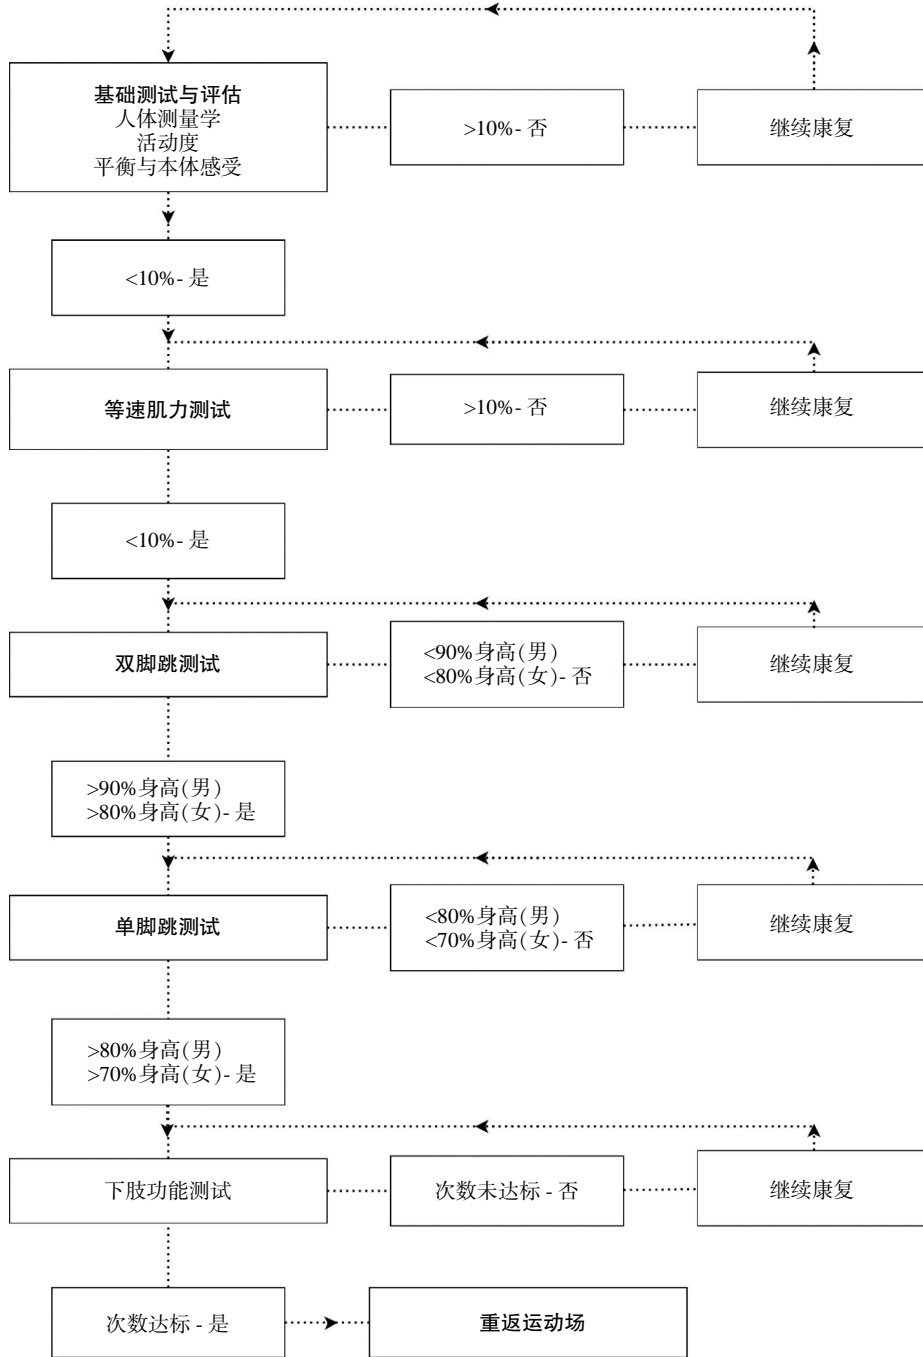 基础测试与评估
人体测量学
活动度
平衡与本体感受
>10%- 否
继续康复
<10%- 是
等速肌力测试
>10%- 否
继续康复
<10%- 是
双脚跳测试
<90%身高(男)
<80%身高(女)- 否
继续康复
>90%身高(男)
>80%身高(女)- 是
单脚跳测试
<80%身高(男)
<70%身高(女)- 否
继续康复
>80%身高(男)
>70%身高(女)- 是
下肢功能测试
次数未达标 - 否
继续康复
次数达标 - 是
重返运动场